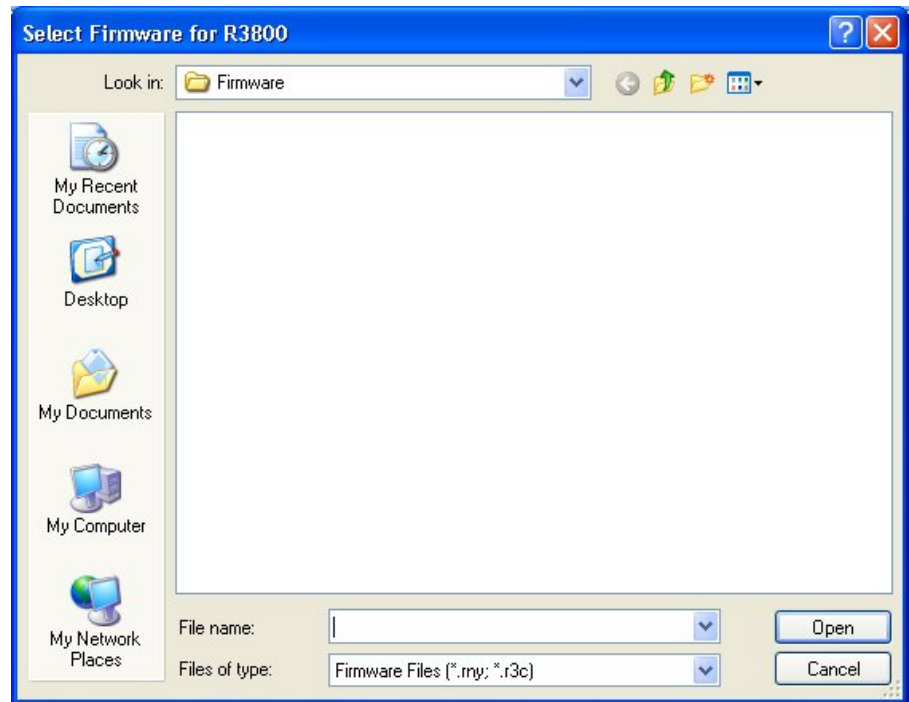 Select Firmware for R3800
Look in:
Firmware
My Recent
Documents
Desktop
My Documents
My Computer
My Network
Places
File name:
Open
Files of type:
Firmware Files (*.rny; *.r3c)
Cancel